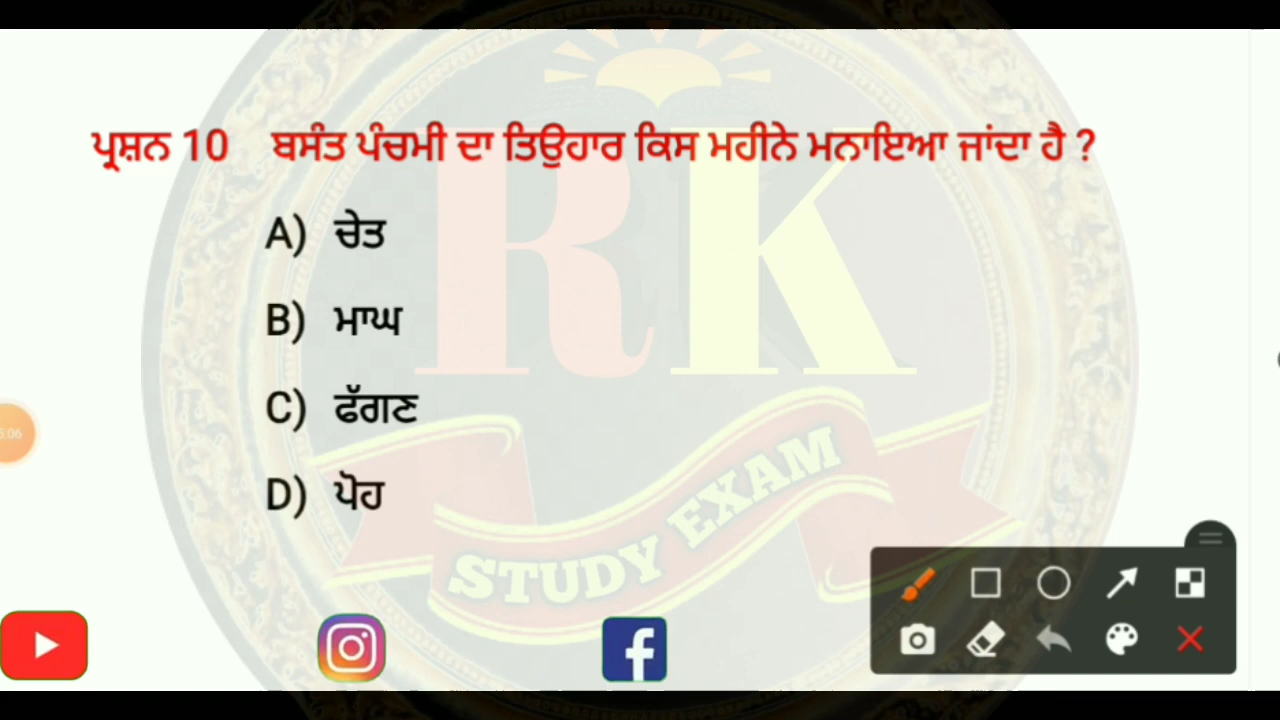 ਪ੍ਰਸ਼ਨ 10 ਬਸੰਤ ਪੰਚਮੀ ਦਾ ਤਿਉਹਾਰ ਕਿਸ ਮਹੀਨੇ ਮਨਾਇਆ ਜਾਂਦਾ ਹੈ ?
A) ਚੇਤ
B) ਮਾਘ
C) ਫੱਗਣ
D) ਪੋਹ
RK
STUDY EXAM